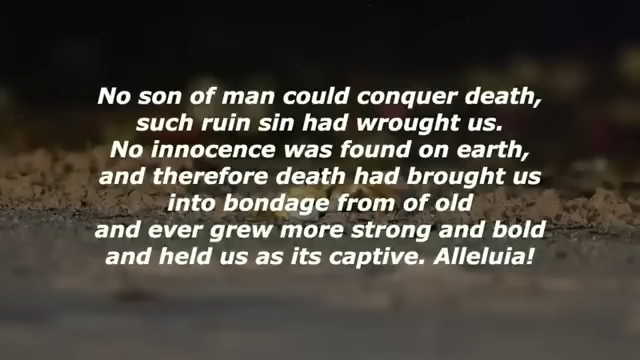 No son of man could conquer death,
such ruin sin had wrought us.
No innocence was found on earth,
and therefore death had brought us
into bondage from of old
and ever grew more strong and bold
and held us as its captive. Alleluia!